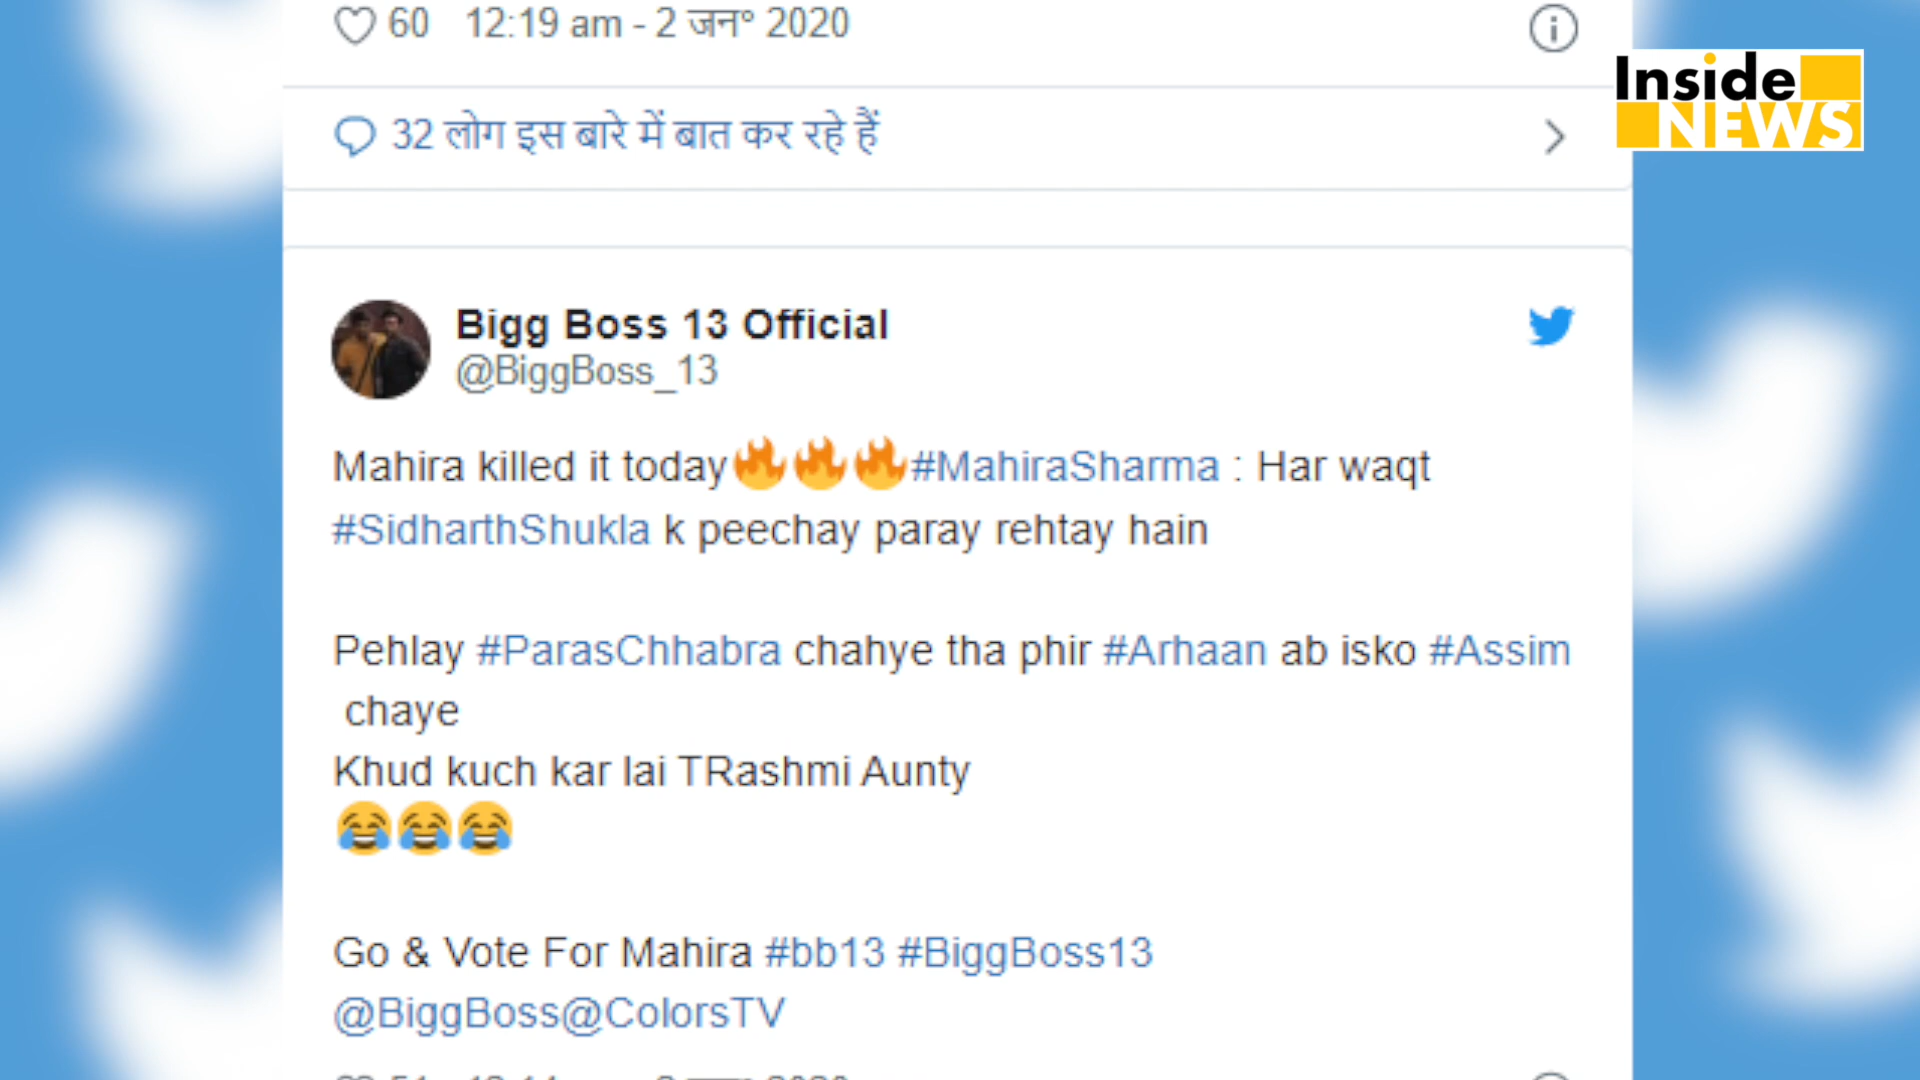 60 12:19 am - 2 जन॰ 2020
Inside
NEWS
32 लोग इस बारे में बात कर रहे हैं
Bigg Boss 13 Official
@BiggBoss_13
Mahira killed it today🔥🔥🔥#MahiraSharma : Har waqt
#SidharthShukla k peechay paray rehtay hain
Pehlay #ParasChhabra chahye tha phir #Arhaan ab isko #Assim
chaye
Khud kuch kar lai TRashmi Aunty
😂😂😂
Go & Vote For Mahira #bb13 #BiggBoss13
@BiggBoss@ColorsTV